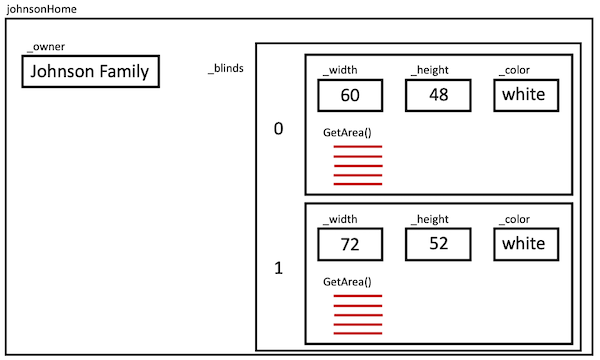 johnsonHome
_owner
Johnson Family
_blinds
0
_width _height _color
60 48 white
GetArea()
1
_width _height _color
72 52 white
GetArea()